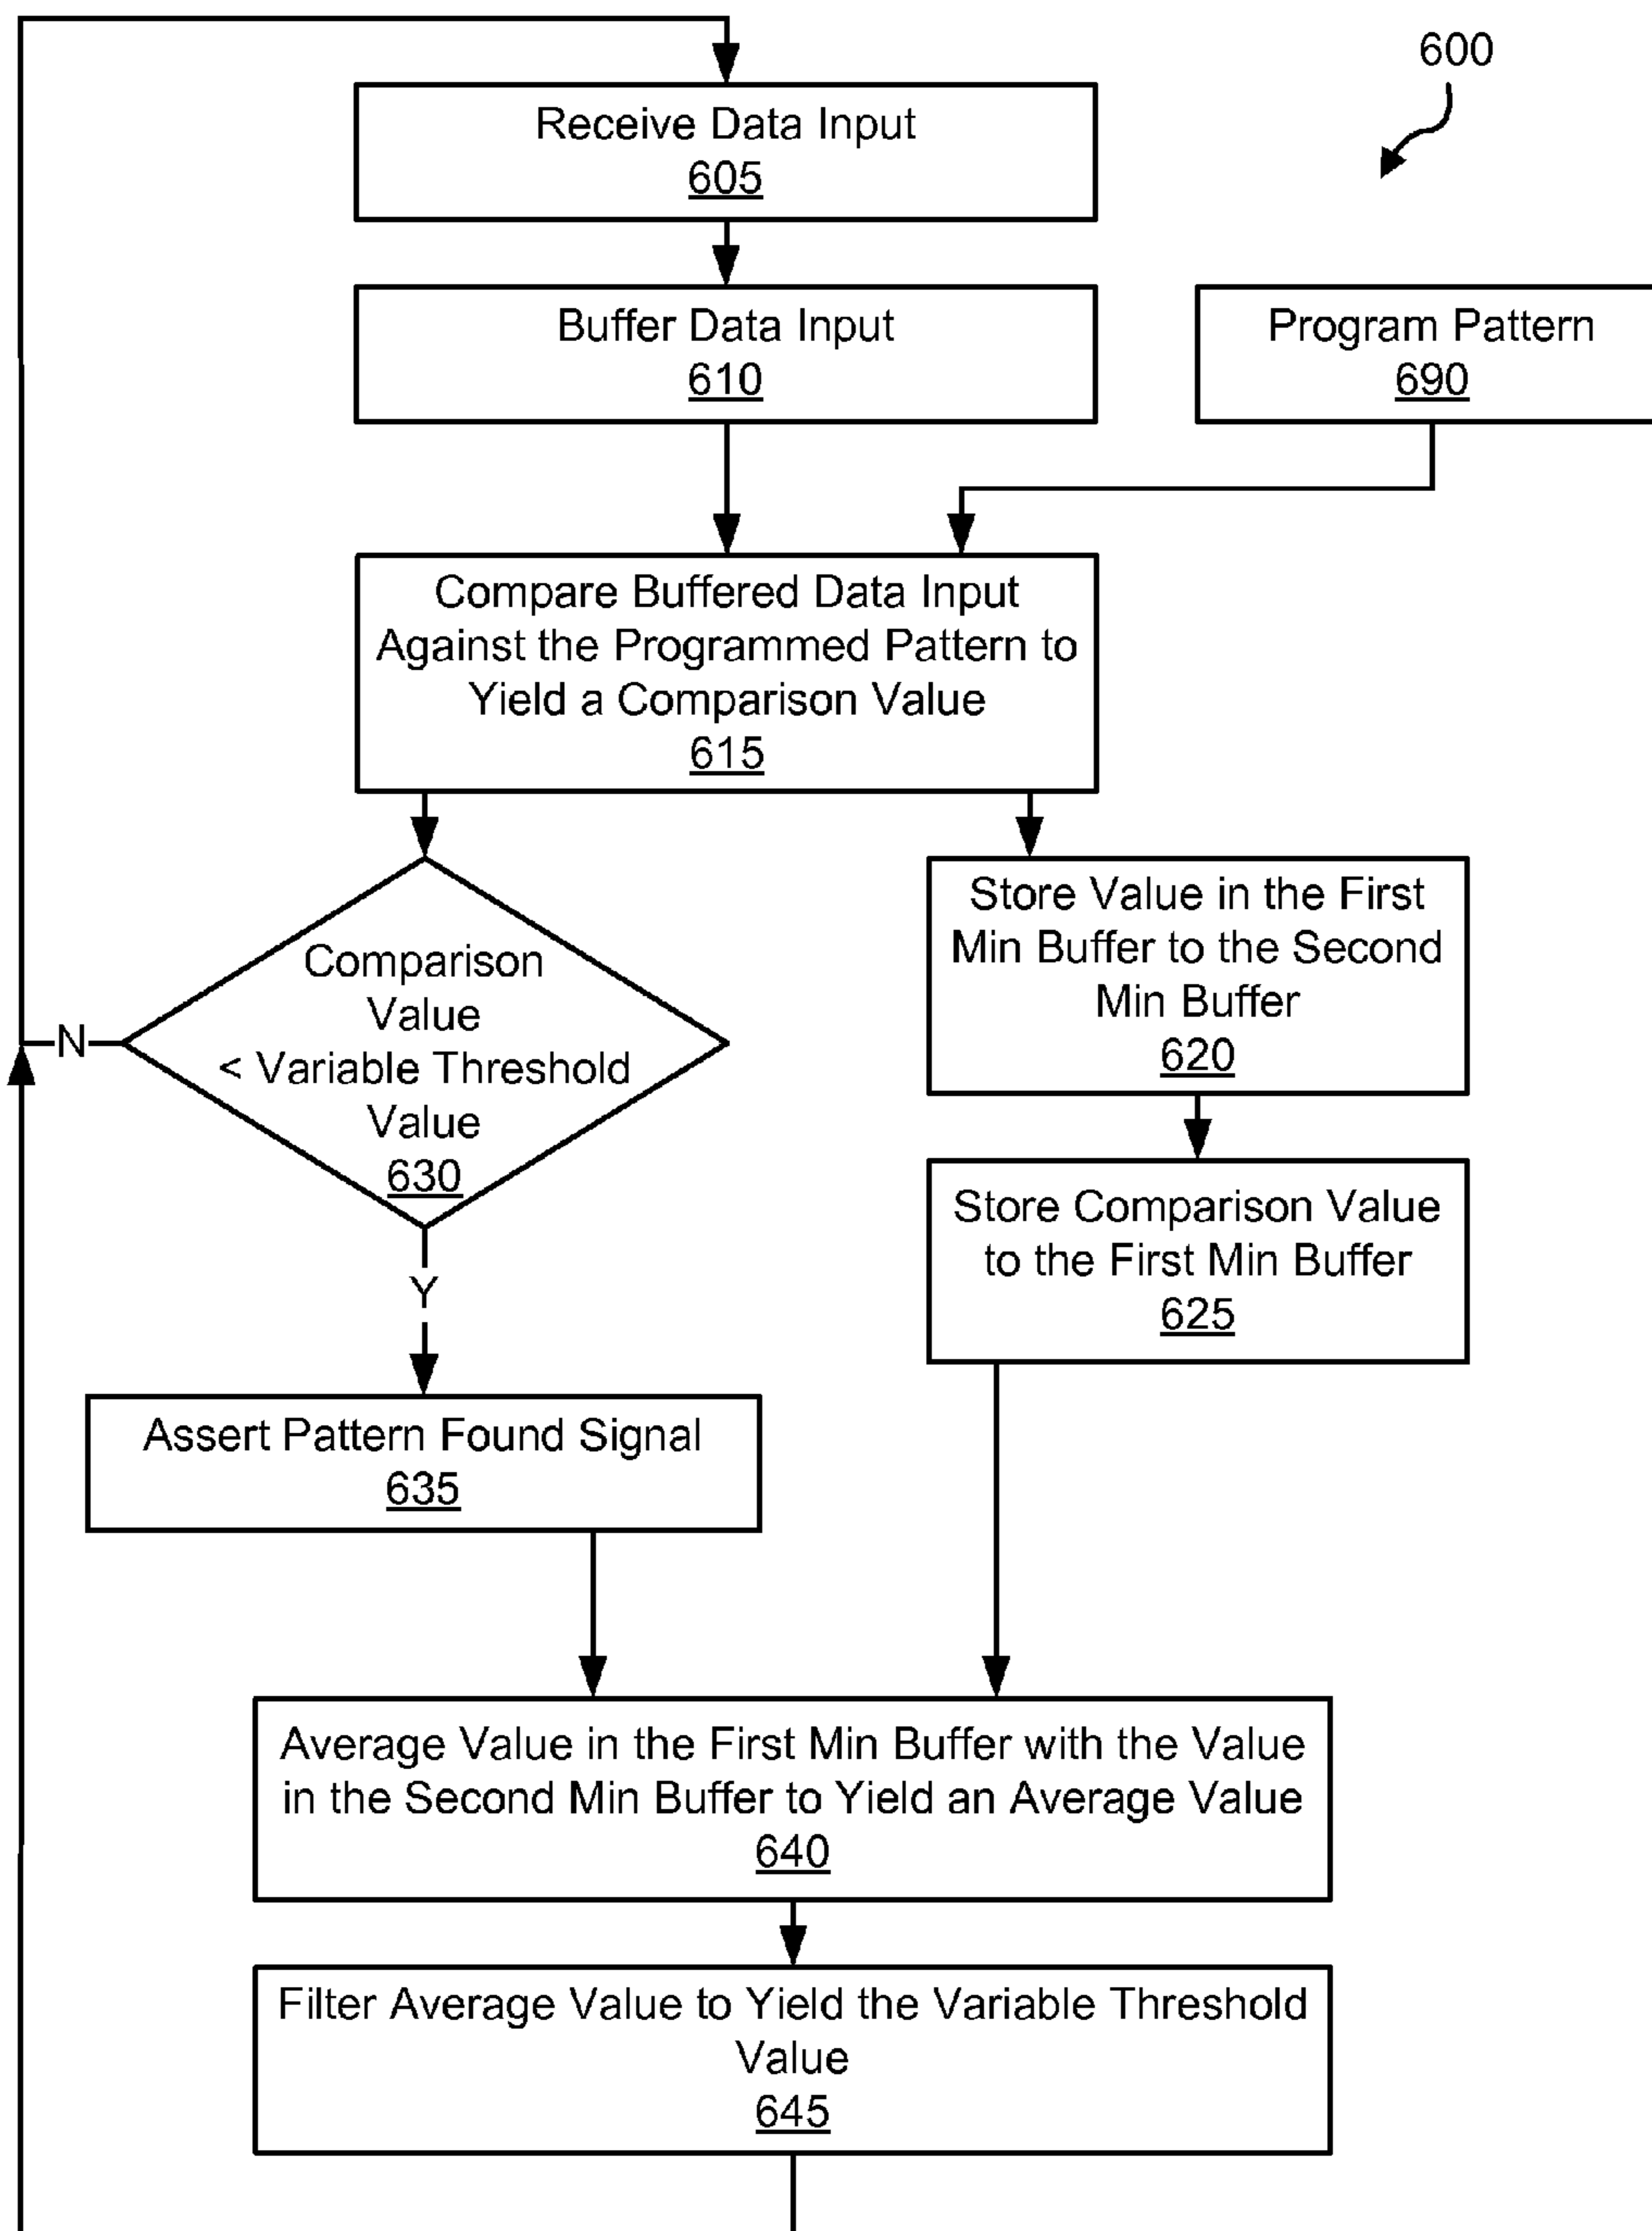 600
Receive Data Input
605
Buffer Data Input
610
Program Pattern
690
Compare Buffered Data Input
Against the Programmed Pattern to
Yield a Comparison Value
615
Comparison
Value
< Variable Threshold
Value
630
N
Y
Store Value in the First
Min Buffer to the Second
Min Buffer
620
Store Comparison Value
to the First Min Buffer
625
Assert Pattern Found Signal
635
Average Value in the First Min Buffer with the Value
in the Second Min Buffer to Yield an Average Value
640
Filter Average Value to Yield the Variable Threshold
Value
645